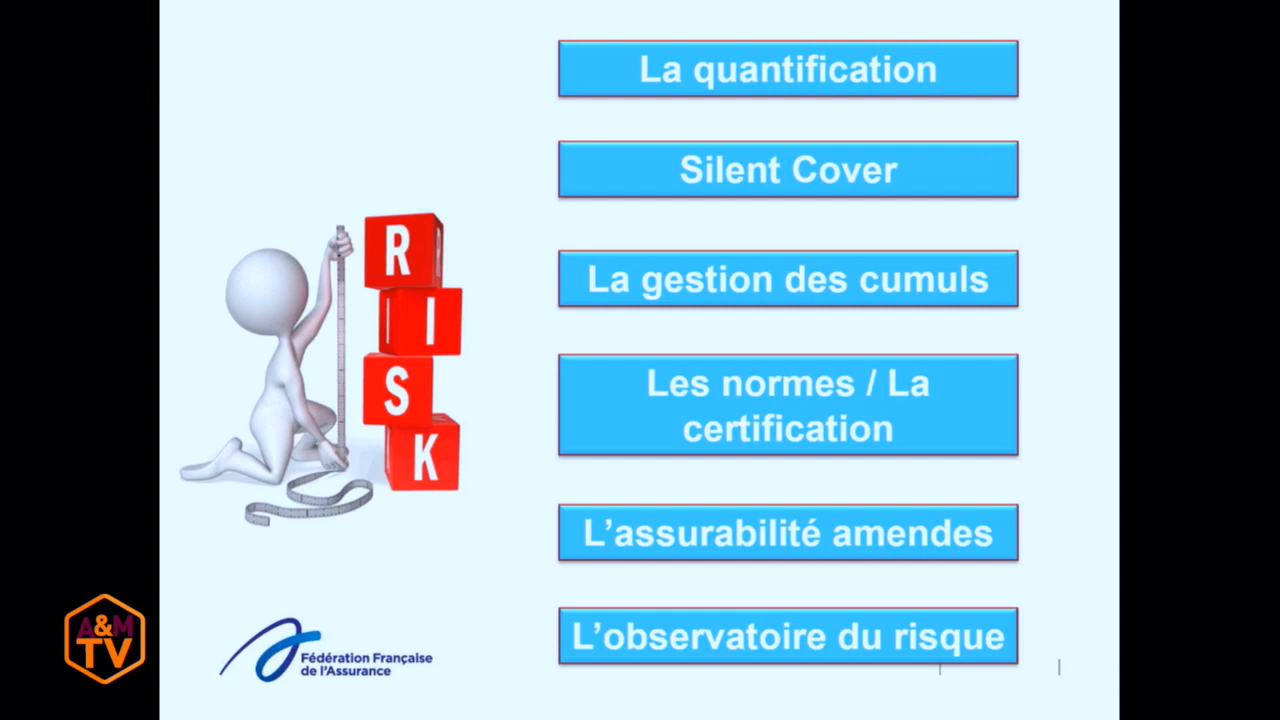 La quantification
Silent Cover
La gestion des cumuls
Les normes / La
certification
L’assurabilité amendes
L’observatoire du risque
R
I
S
K
Fédération Française
de l’Assurance
A&M
TV